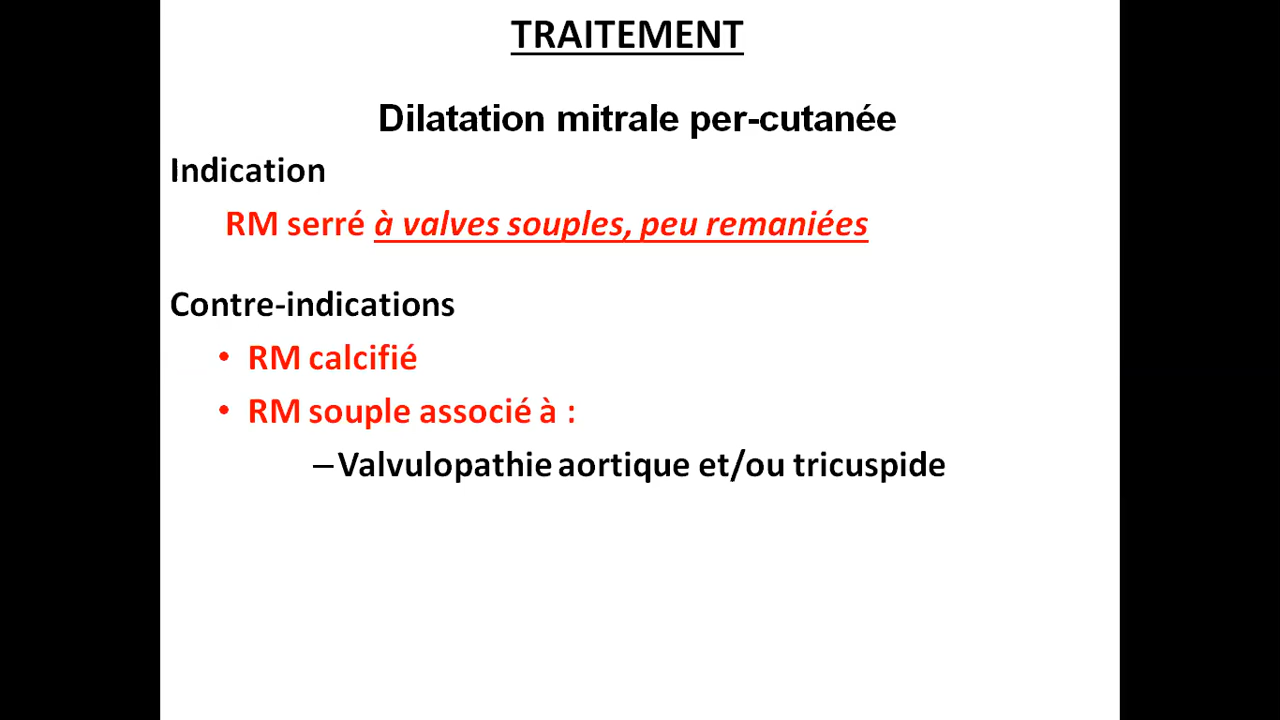 TRAITEMENT
Dilatation mitrale per-cutanée
Indication
RM serré à valves souples, peu remaniées
Contre-indications
• RM calcifié
• RM souple associé à :
–Valvulopathie aortique et/ou tricuspide